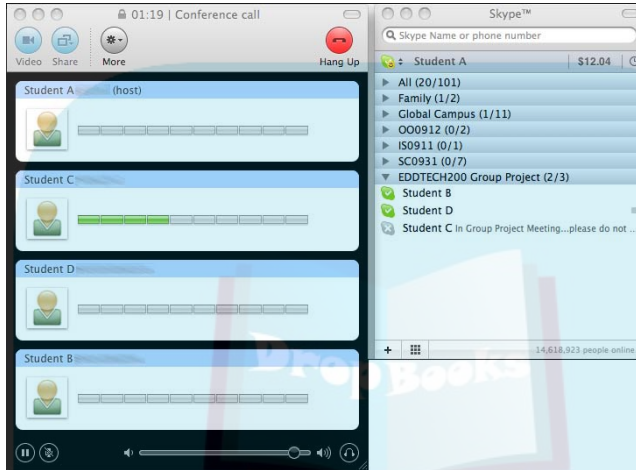 01:19 | Conference call
Video
Share
More
Hang Up
Student A (host)
Student C
Student D
Student B
Skype™
Skype Name or phone number
Student A $12.04
All (20/101)
Family (1/2)
Global Campus (1/11)
OO0912 (0/2)
IS0911 (0/1)
SC0931 (0/7)
EDDTECH200 Group Project (2/3)
Student B
Student D
Student C In Group Project Meeting...please do not ...
14,618,923 people online
DropBooks